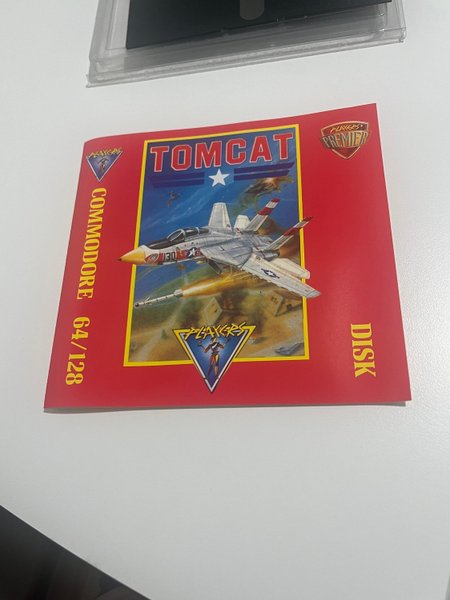 PLAYERS
TOMCAT
PLAYERS
PREMIER
COMMODORE 64/128
PLAYERS
DISK